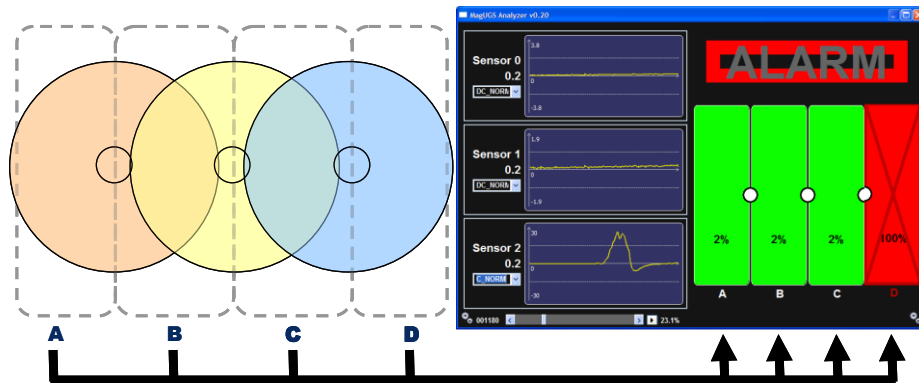 MagUGS Analyzer v0.20
Sensor 0
0.2
DC_NORM
3.8
0
-3.8
Sensor 1
0.2
DC_NORM
1.9
0
-1.9
Sensor 2
0.2
C_NORM
30
0
-30
001180
23.1%
ALARM
2% 2% 2% 100%
A B C D
A B C D